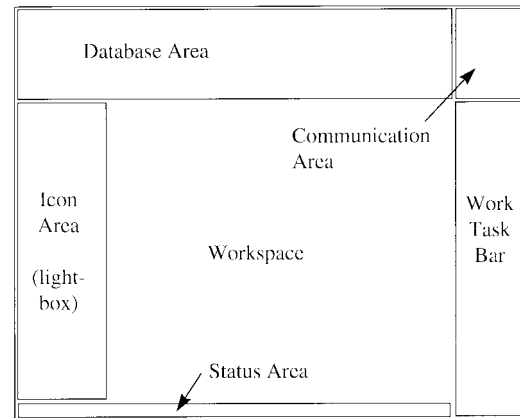 Database Area
Communication
Area
Icon
Area
(light-
box)
Workspace
Work
Task
Bar
Status Area